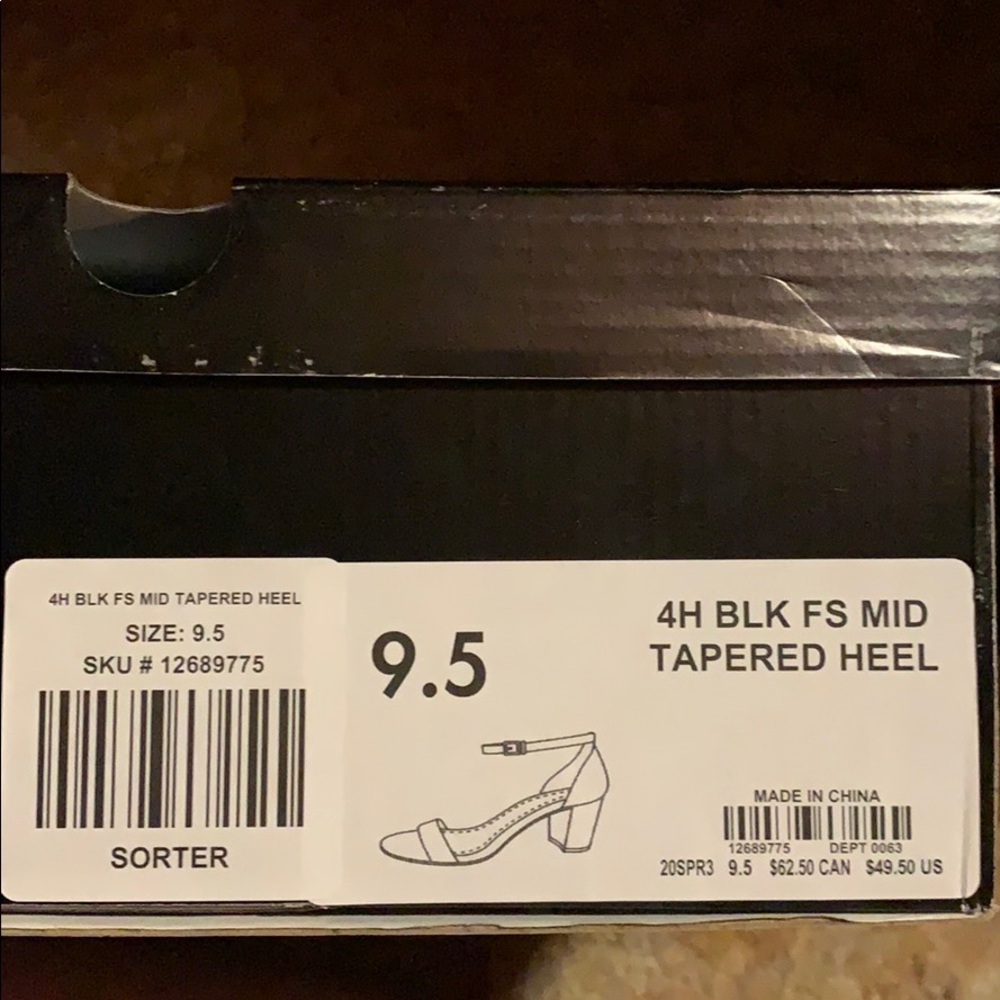 4H BLK FS MID TAPERED HEEL
SIZE: 9.5
SKU # 12689775
SORTER
9.5
4H BLK FS MID
TAPERED HEEL
MADE IN CHINA
12689775 DEPT 0063
20SPR3 9.5 $62.50 CAN $49.50 US